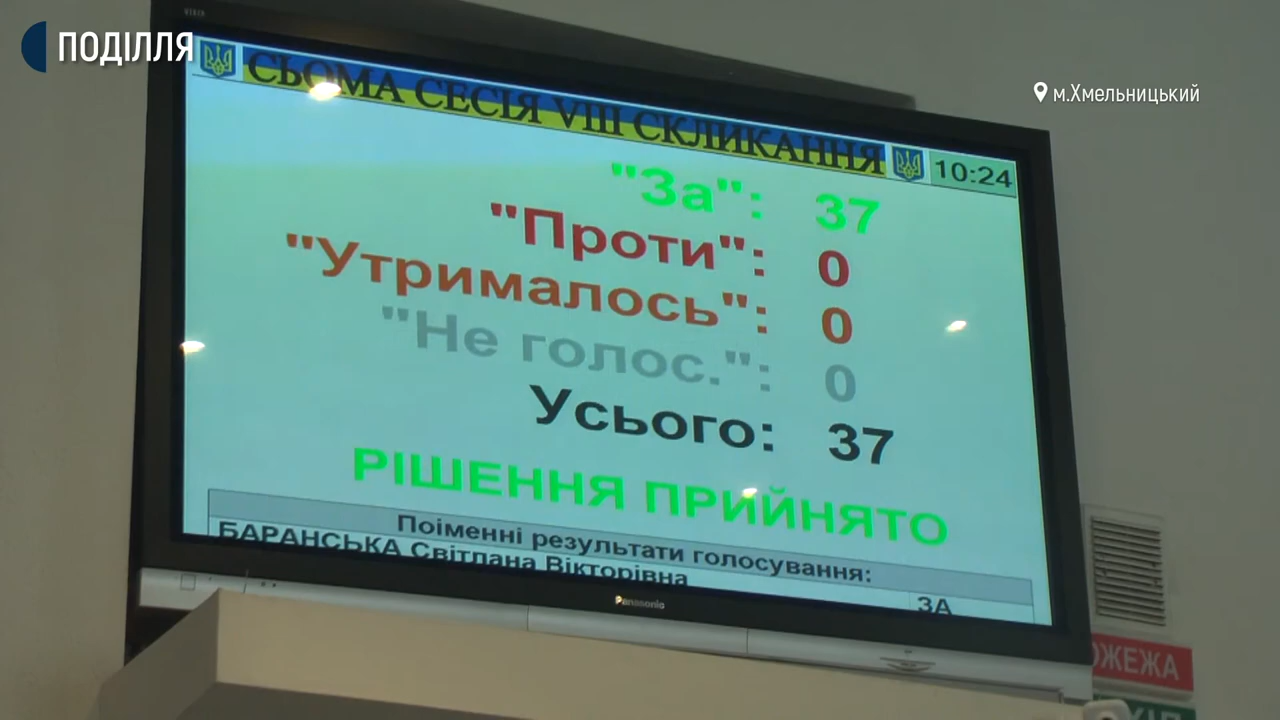 ПОДІЛЛЯ
м.Хмельницький
СЬОМА СЕСІЯ VIII СКЛИКАННЯ
10:24
"За": 37
"Проти": 0
"Утрималось": 0
"Не голос.": 0
Усього: 37
РІШЕННЯ ПРИЙНЯТО
Поіменні результати голосування:
БАРАНСЬКА Світлана Вікторівна ЗА
Panasonic
ОЖЕЖА